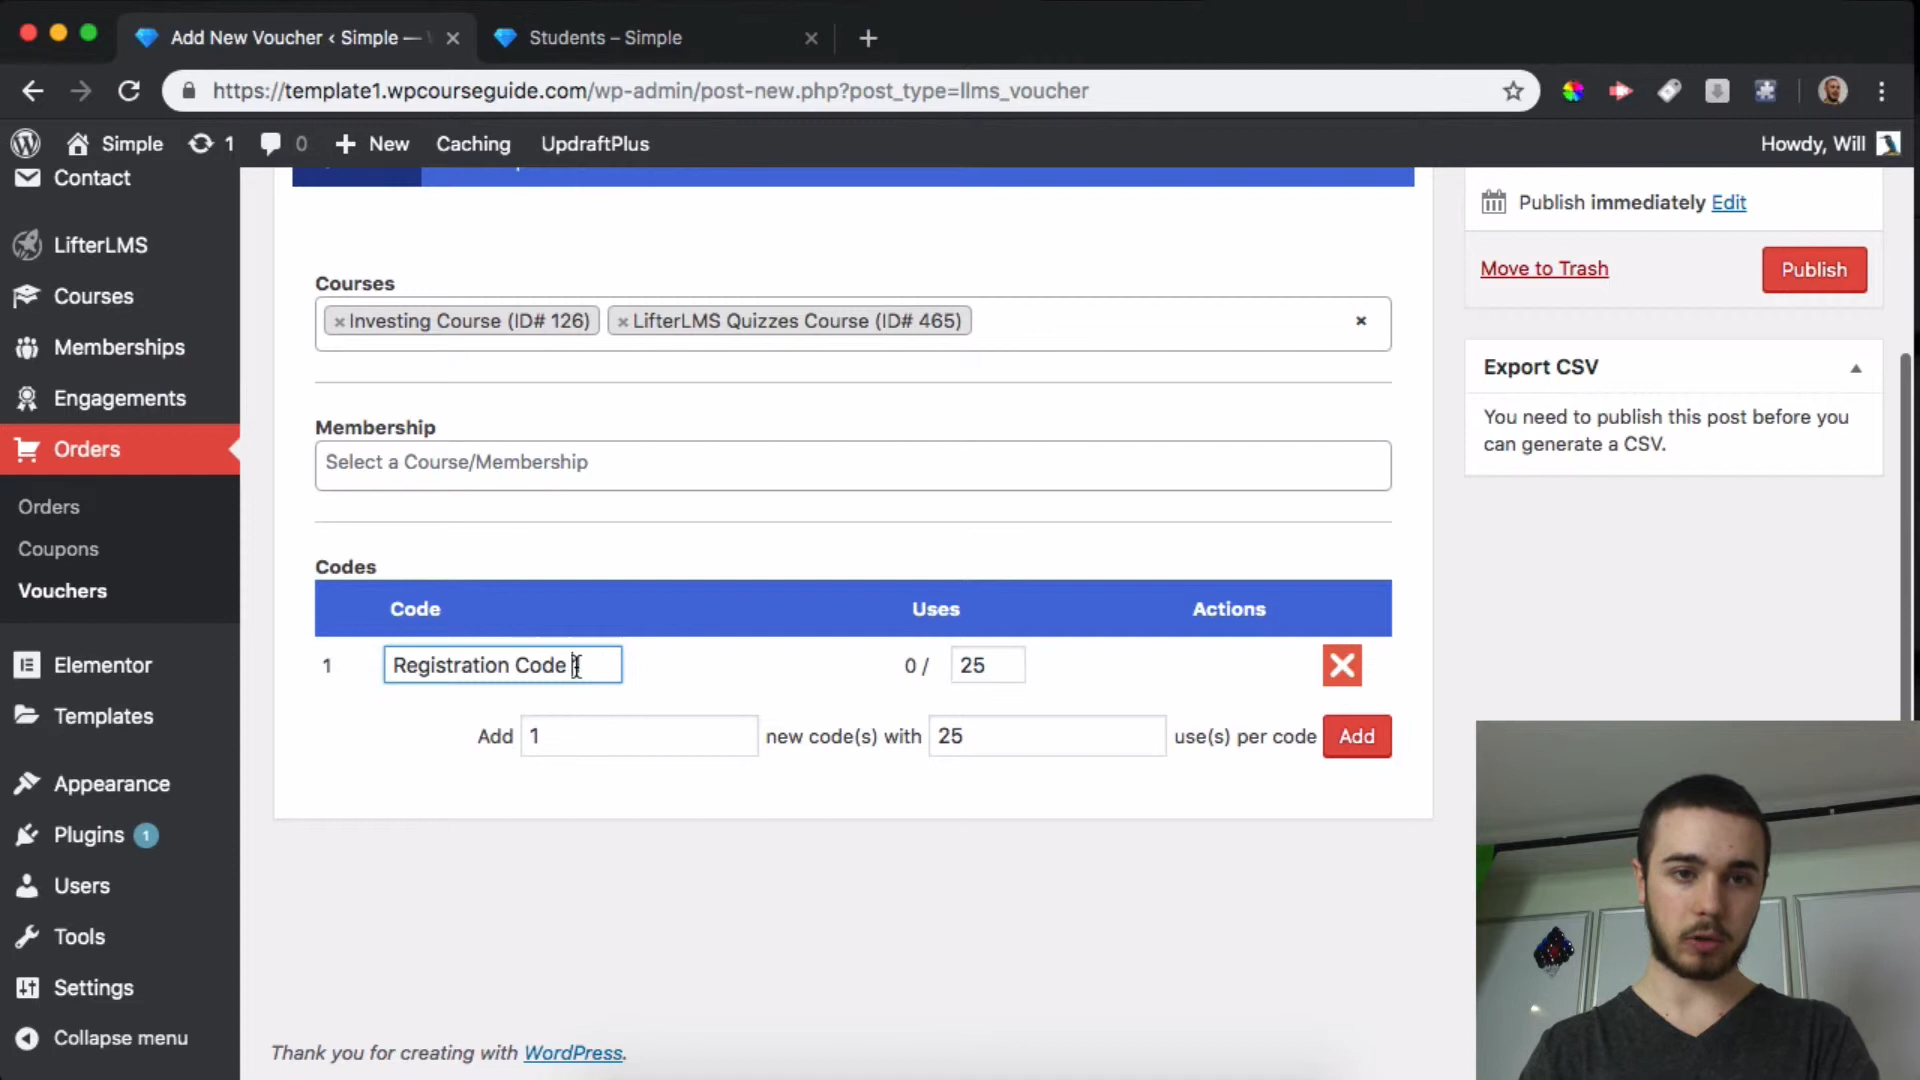 Add New Voucher ‹ Simple —
Students – Simple
https://template1.wpcourseguide.com/wp-admin/post-new.php?post_type=llms_voucher
Simple
1
0
New
Caching
UpdraftPlus
Howdy, Will
Contact
LifterLMS
Courses
Memberships
Engagements
Orders
Orders
Coupons
Vouchers
Elementor
Templates
Appearance
Plugins 1
Users
Tools
Settings
Collapse menu
Courses
×Investing Course (ID# 126) ×LifterLMS Quizzes Course (ID# 465) ×
Membership
Select a Course/Membership
Codes
Code Uses Actions
1 Registration Code 0 / 25
Add 1 new code(s) with 25 use(s) per code Add
Publish immediately Edit
Move to Trash Publish
Export CSV
You need to publish this post before you
can generate a CSV.
Thank you for creating with WordPress.